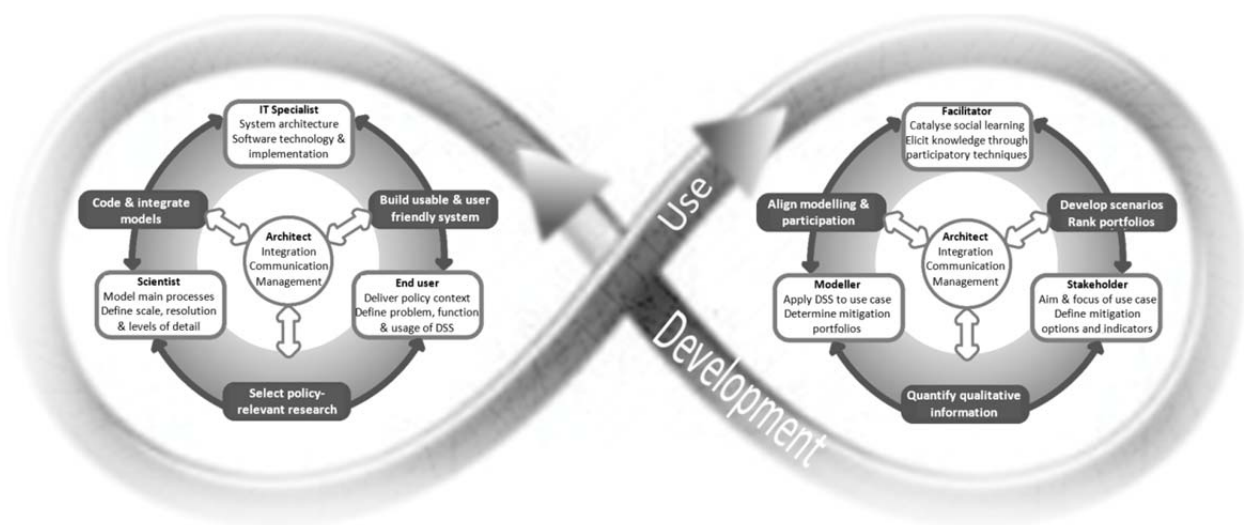 IT Specialist
System architecture
Software technology &
implementation
Code & integrate
models
Build usable & user
friendly system
Architect
Integration
Communication
Management
Scientist
Model main processes
Define scale, resolution
& levels of detail
End user
Deliver policy context
Define problem, function
& usage of DSS
Select policy-
relevant research
Use
Development
Facilitator
Catalyse social learning
Elicit knowledge through
participatory techniques
Align modelling &
participation
Develop scenarios
Rank portfolios
Architect
Integration
Communication
Management
Modeller
Apply DSS to use case
Determine mitigation
portfolios
Stakeholder
Aim & focus of use case
Define mitigation
options and indicators
Quantify qualitative
information